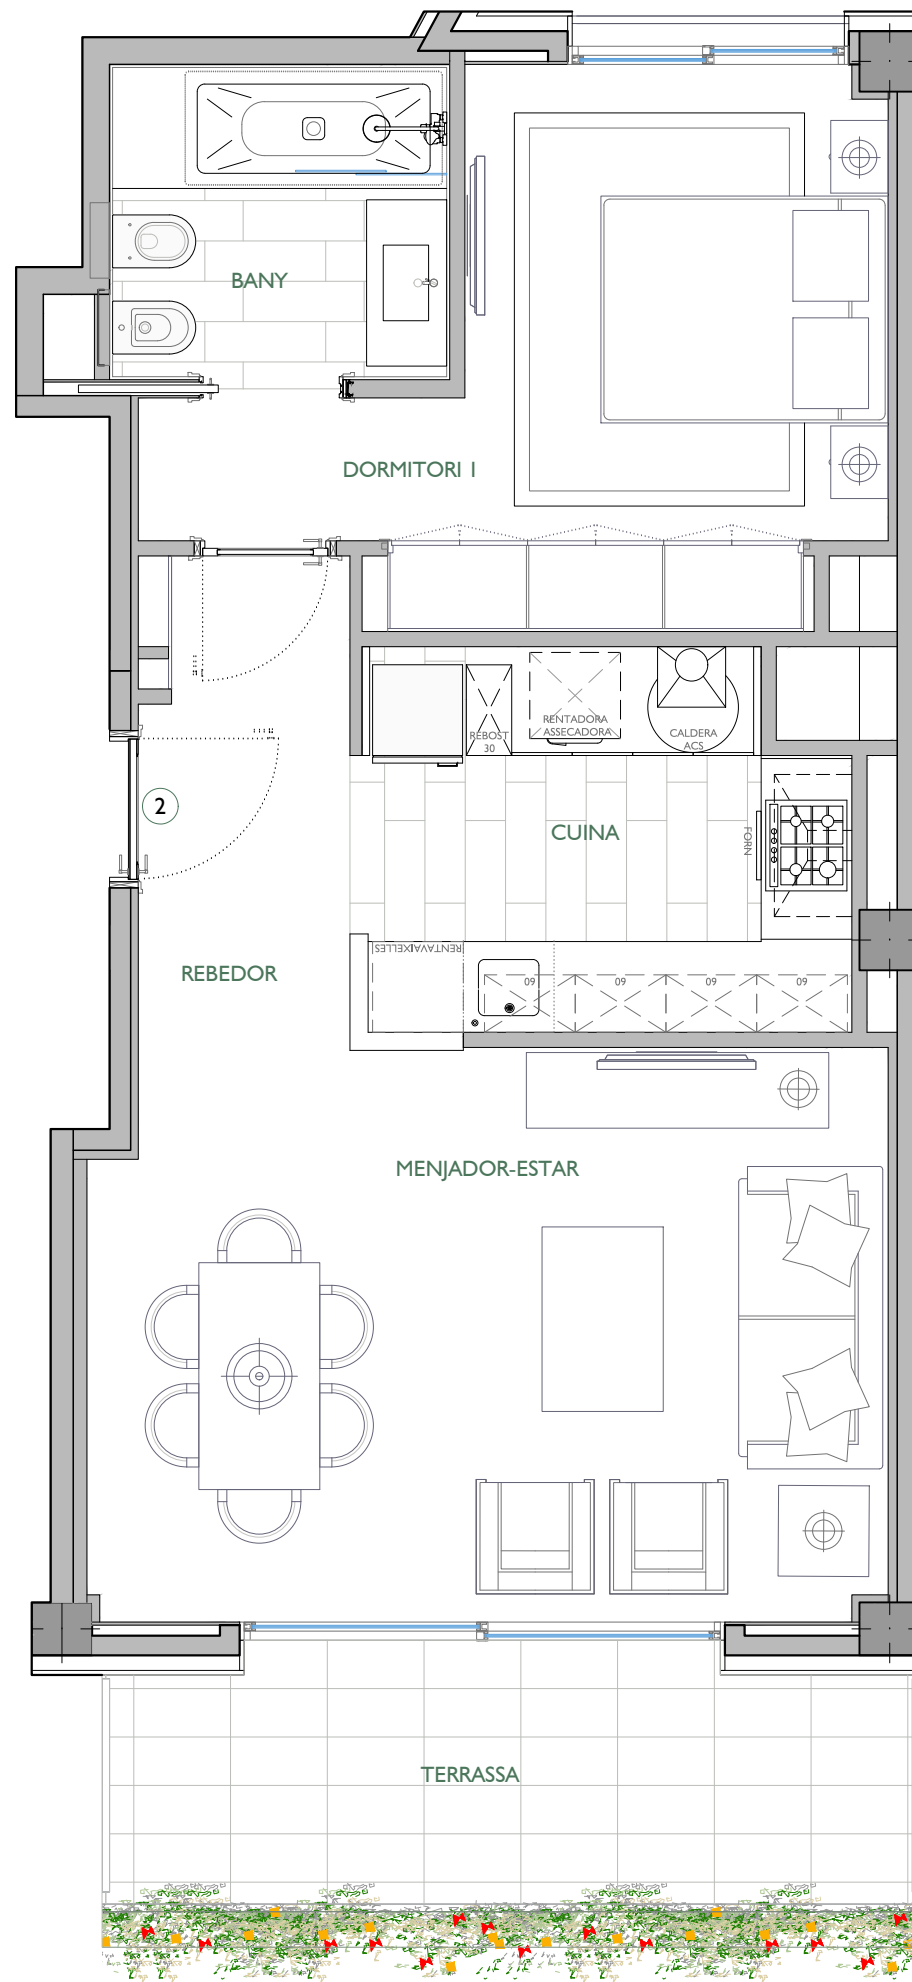 BANY
DORMITORI 1
REBOST
30
RENTADORA
ASSECADORA
CALDERA
ACS
2
CUINA
FORN
RENTAVAIXELLES
REBEDOR
60
60
60
60
MENJADOR-ESTAR
TERRASSA